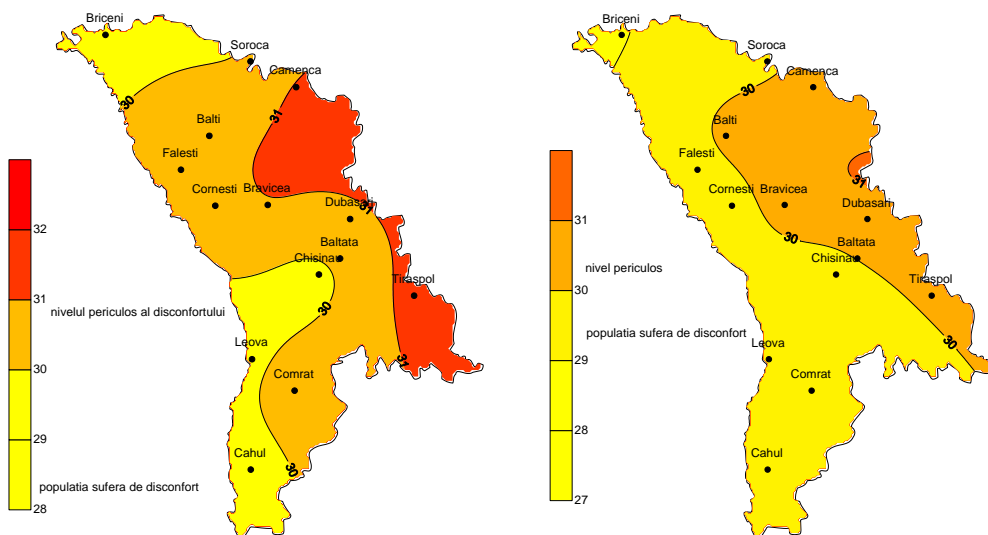 Briceni
Soroca
Camenca
30
31
Balti
Falesti
Cornesti
Bravicea
Dubasari
31
Baltata
Chisinau
Tiraspol
30
Leova
31
Comrat
Cahul
30
32
31
nivelul periculos al disconfortului
30
29
populatia sufera de disconfort
28
Briceni
Soroca
Camenca
30
Balti
Falesti
31
Cornesti
Bravicea
Dubasari
30
Baltata
Chisinau
Tiraspol
30
Leova
Comrat
Cahul
31
nivel periculos
30
populatia sufera de disconfort
29
28
27